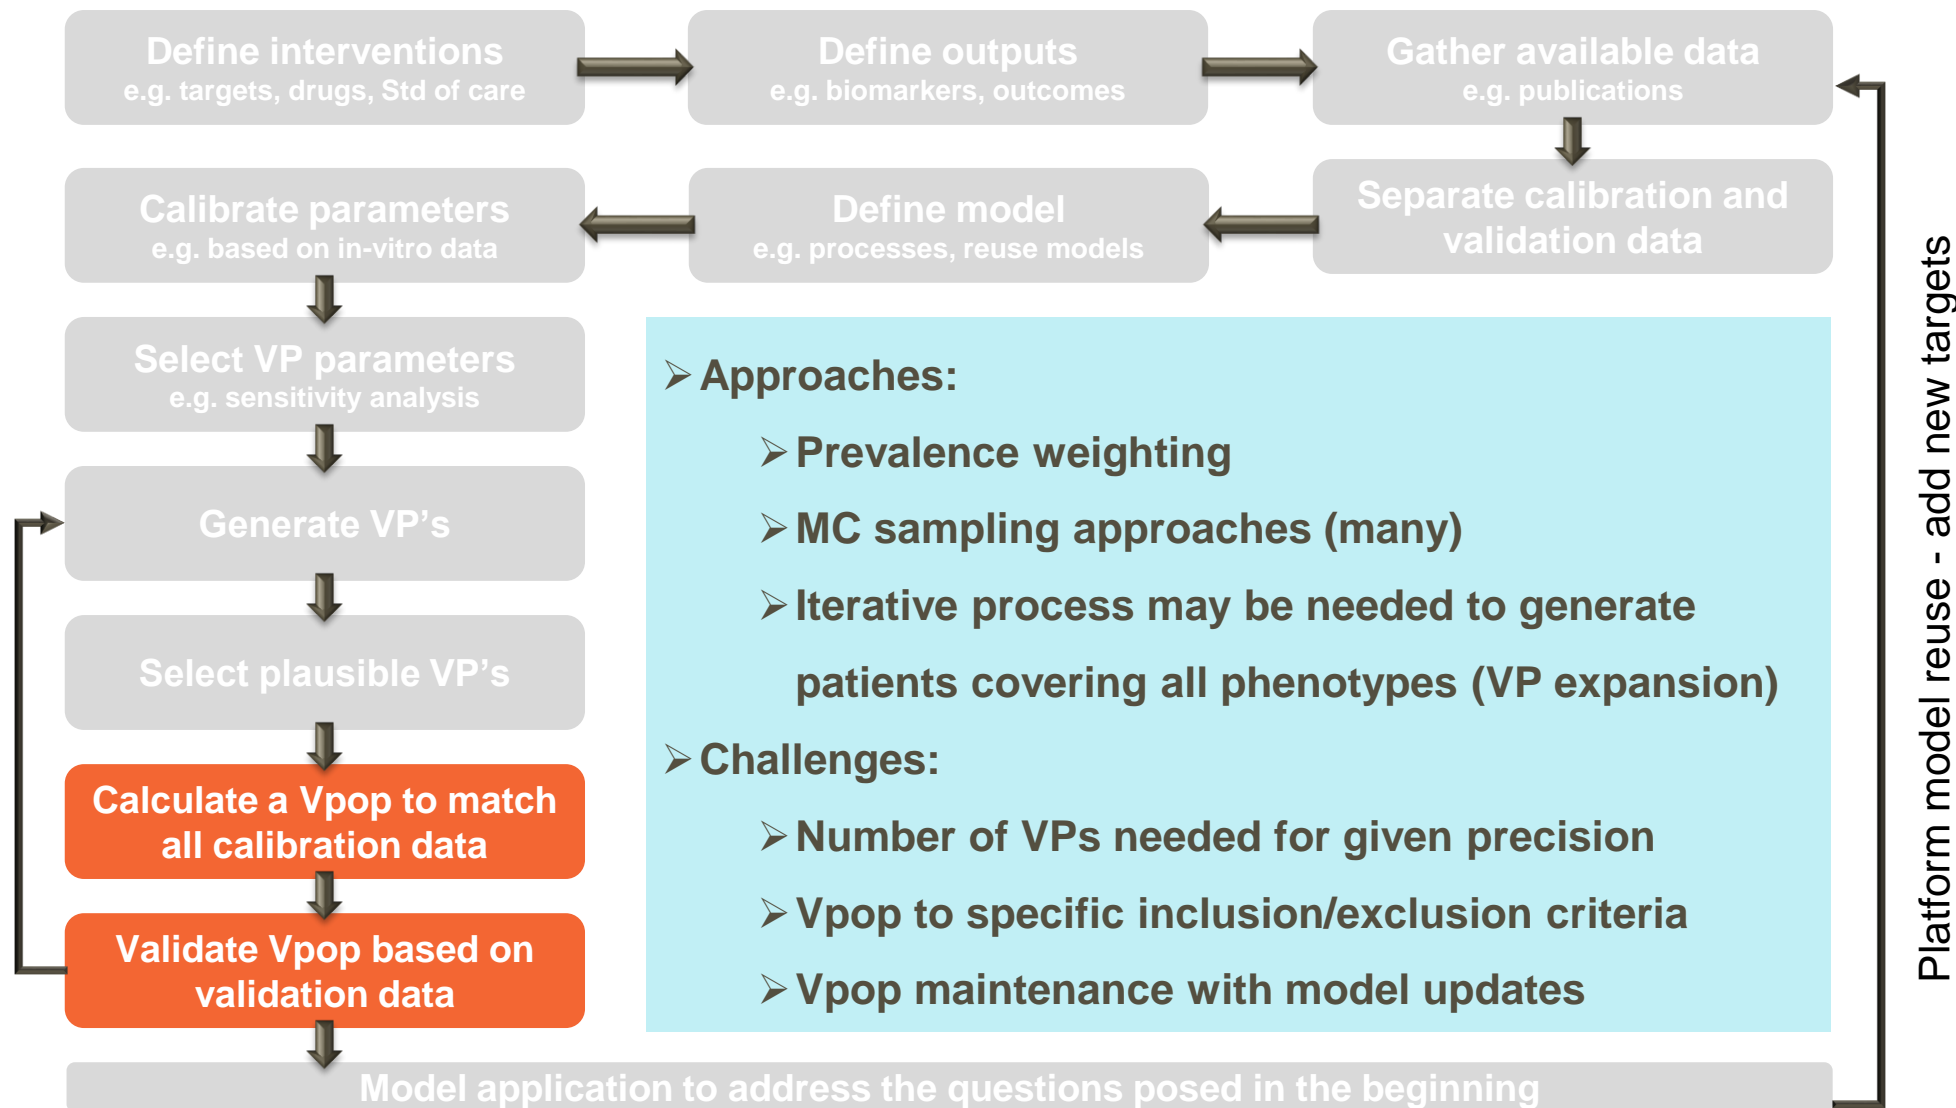 Define interventions
e.g. targets, drugs, Std of care
Define outputs
e.g. biomarkers, outcomes
Gather available data
e.g. publications
Separate calibration and
validation data
Define model
e.g. processes, reuse models
Calibrate parameters
e.g. based on in-vitro data
Select VP parameters
e.g. sensitivity analysis
Generate VP's
Select plausible VP's
Calculate a Vpop to match
all calibration data
Validate Vpop based on
validation data
➢ Approaches:
➢ Prevalence weighting
➢ MC sampling approaches (many)
➢ Iterative process may be needed to generate
patients covering all phenotypes (VP expansion)
➢ Challenges:
➢ Number of VPs needed for given precision
➢ Vpop to specific inclusion/exclusion criteria
➢ Vpop maintenance with model updates
Model application to address the questions posed in the beginning
Platform model reuse - add new targets